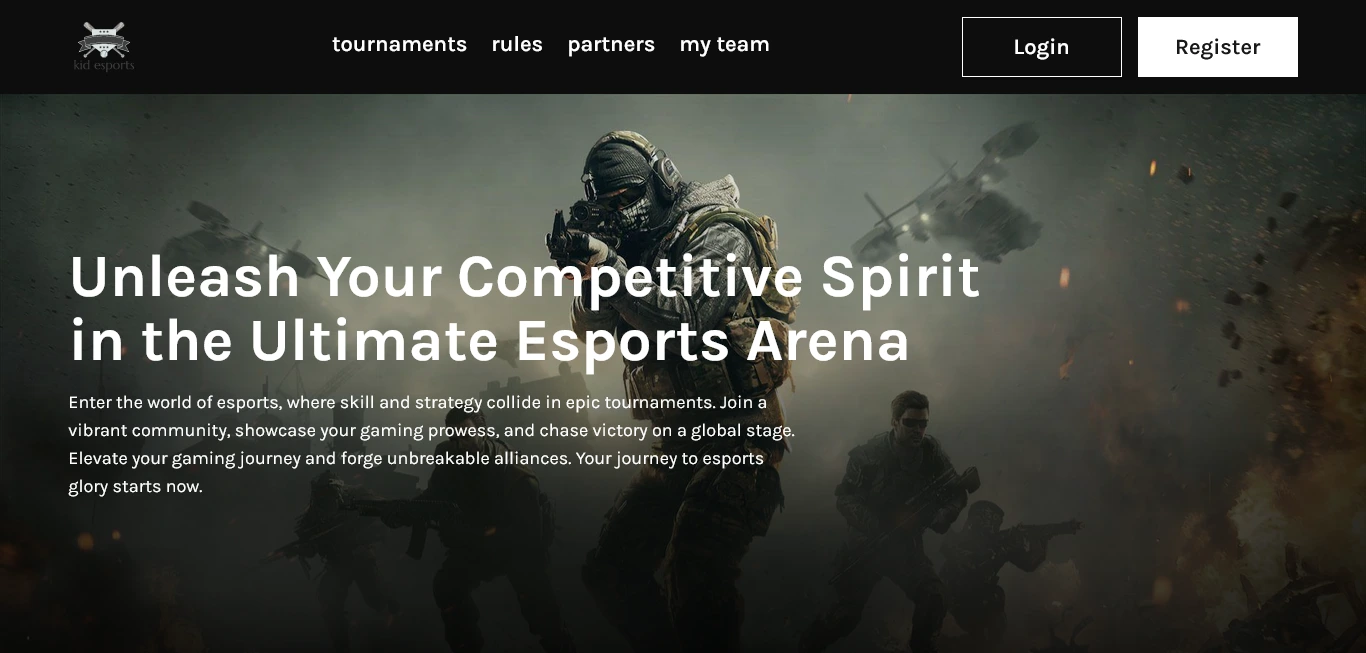 kid esports
tournaments rules partners my team
Login
Register
Unleash Your Competitive Spirit
in the Ultimate Esports Arena
Enter the world of esports, where skill and strategy collide in epic tournaments. Join a
vibrant community, showcase your gaming prowess, and chase victory on a global stage.
Elevate your gaming journey and forge unbreakable alliances. Your journey to esports
glory starts now.